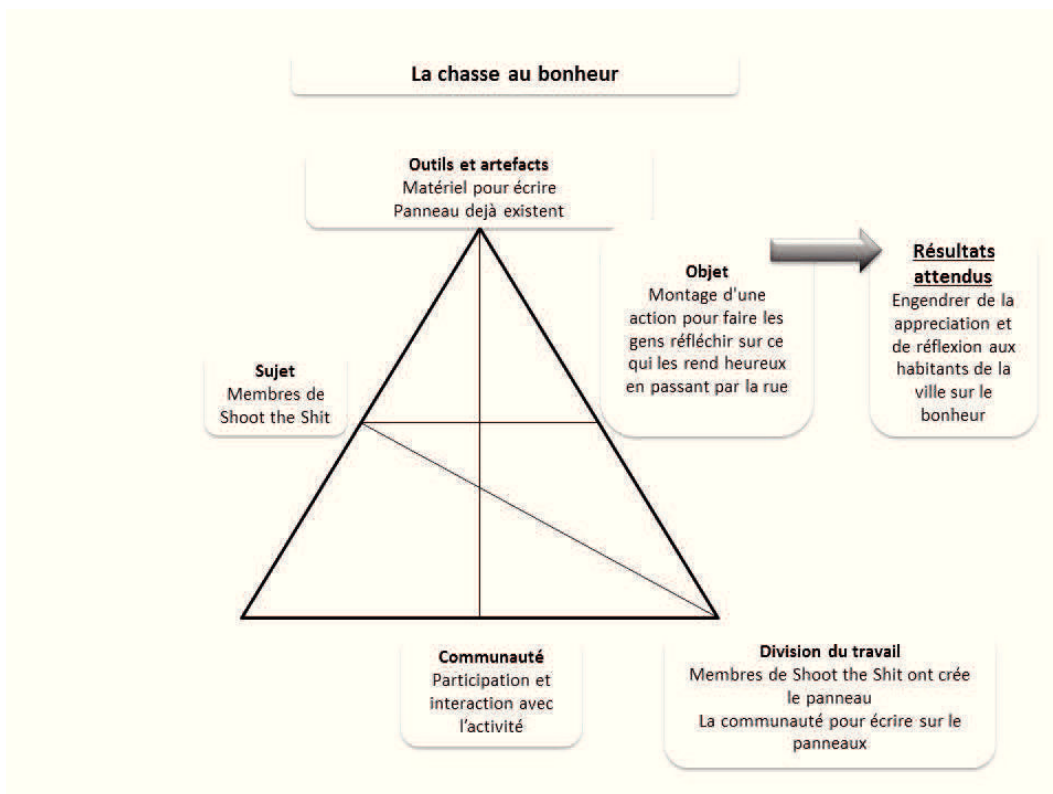 La chasse au bonheur
Outils et artefacts
Matériel pour écrire
Panneau dejà existent
Objet
Montage d'une
action pour faire les
gens réfléchir sur ce
qui les rend heureux
en passant par la rue
Résultats
attendus
Engendrer de la
appreciation et
de réflexion aux
habitants de la
ville sur le
bonheur
Sujet
Membres de
Shoot the Shit
Communauté
Participation et
interaction avec
l'activité
Division du travail
Membres de Shoot the Shit ont crée
le panneau
La communauté pour écrire sur le
panneaux